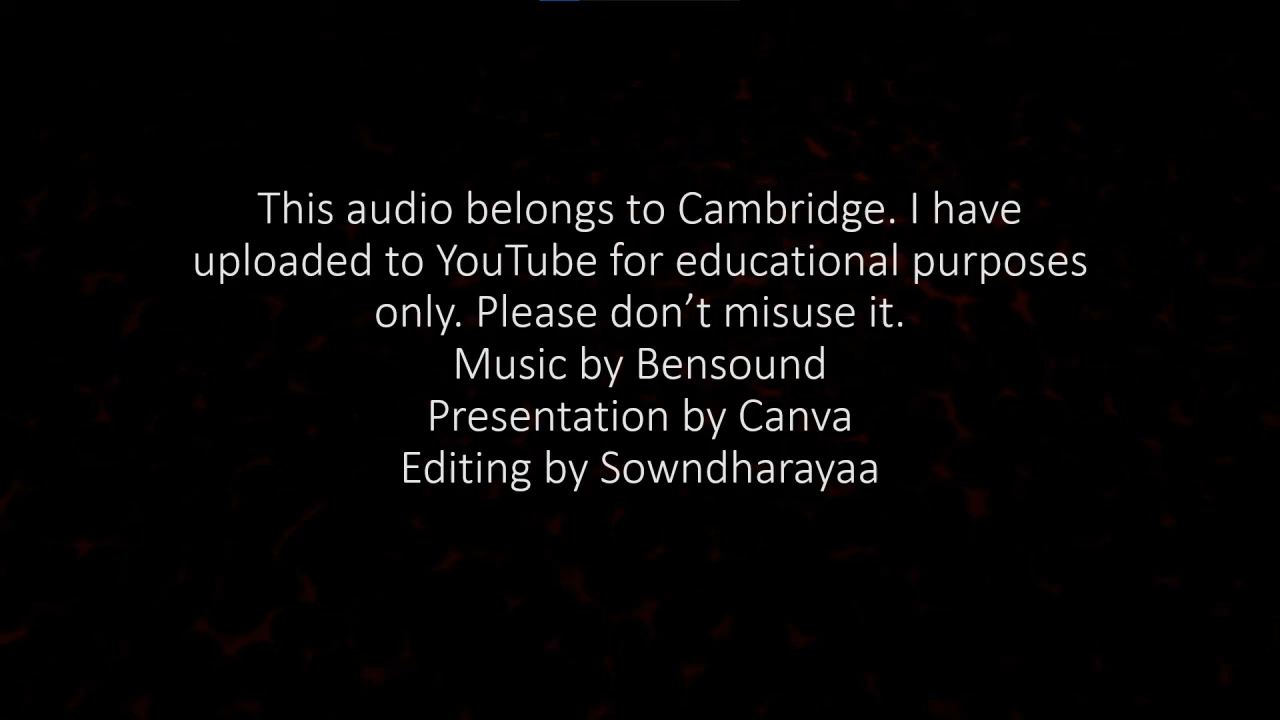 This audio belongs to Cambridge. I have
uploaded to YouTube for educational purposes
only. Please don’t misuse it.
Music by Bensound
Presentation by Canva
Editing by Sowndharayaa